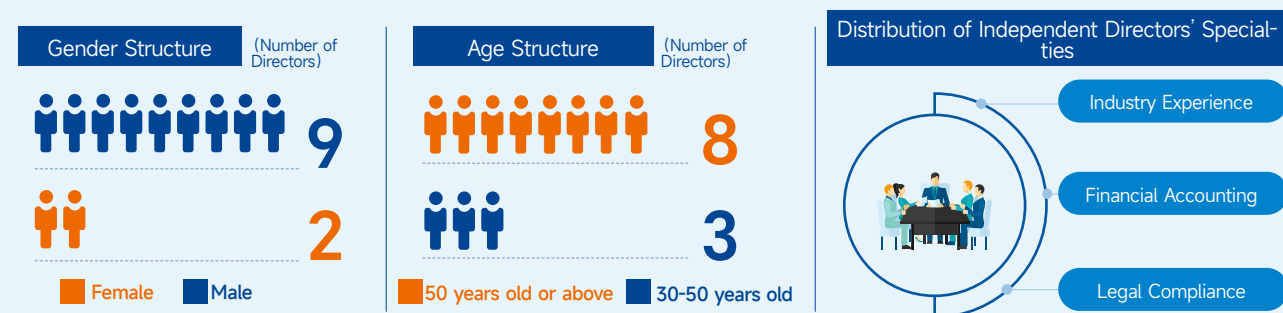 Gender Structure
(Number of
Directors)
9
2
Female
Male
Age Structure
(Number of
Directors)
8
3
50 years old or above
30-50 years old
Distribution of Independent Directors' Special-
ties
Industry Experience
Financial Accounting
Legal Compliance